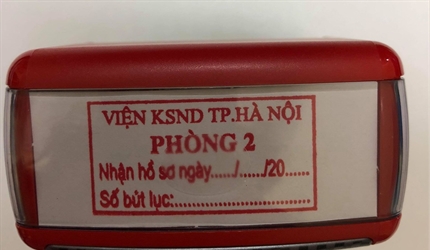 VIỆN KSND TP.HÀ NỘI
PHÒNG 2
Nhận hồ sơ ngày....../....../20......
Số bút lục:............................